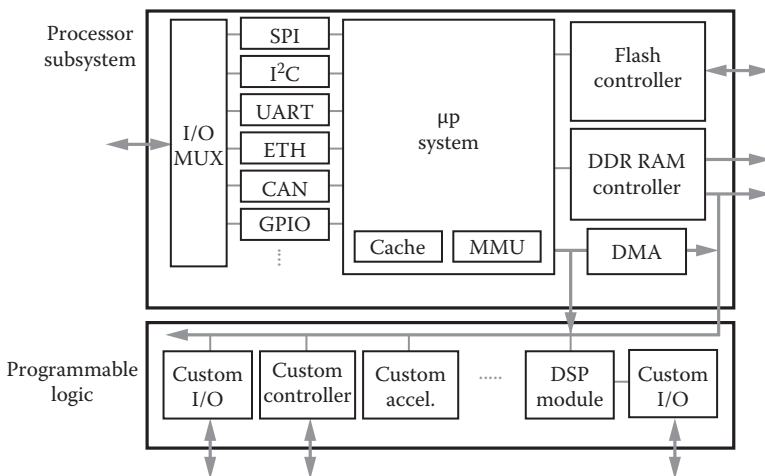 Processor
subsystem
I/O
MUX
SPI
I²C
UART
ETH
CAN
GPIO
μp
system
Cache
MMU
Flash
controller
DDR RAM
controller
DMA
Programmable
logic
Custom
I/O
Custom
controller
Custom
accel.
DSP
module
Custom
I/O